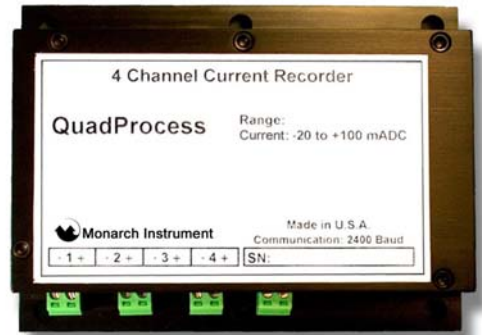 4 Channel Current Recorder
QuadProcess
Range:
Current: -20 to +100 mADC
Monarch Instrument
Made in U.S.A.
Communication: 2400 Baud
- 1 + - 2 + - 3 + - 4 + SN: